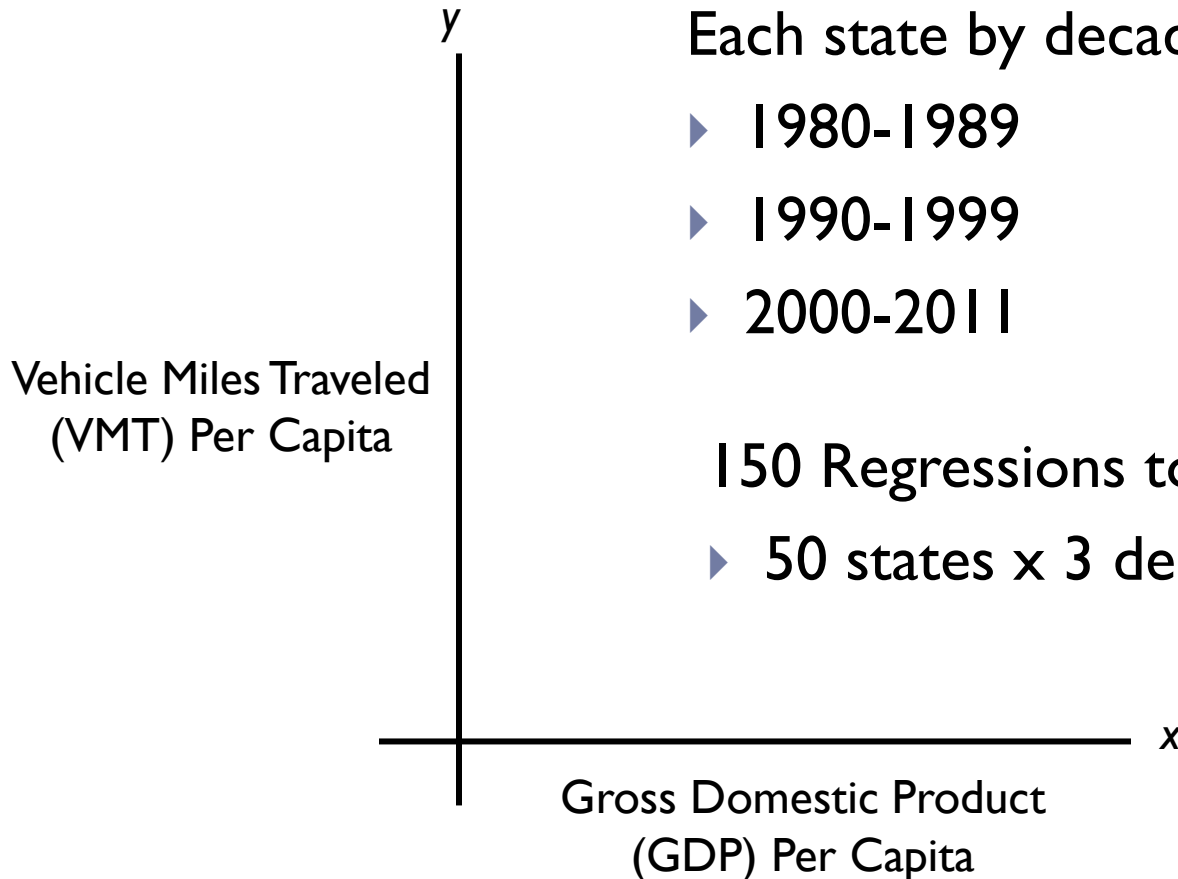 y
Each state by decad
1980-1989
1990-1999
2000-2011
Vehicle Miles Traveled
(VMT) Per Capita
150 Regressions to
50 states x 3 de
x
Gross Domestic Product
(GDP) Per Capita